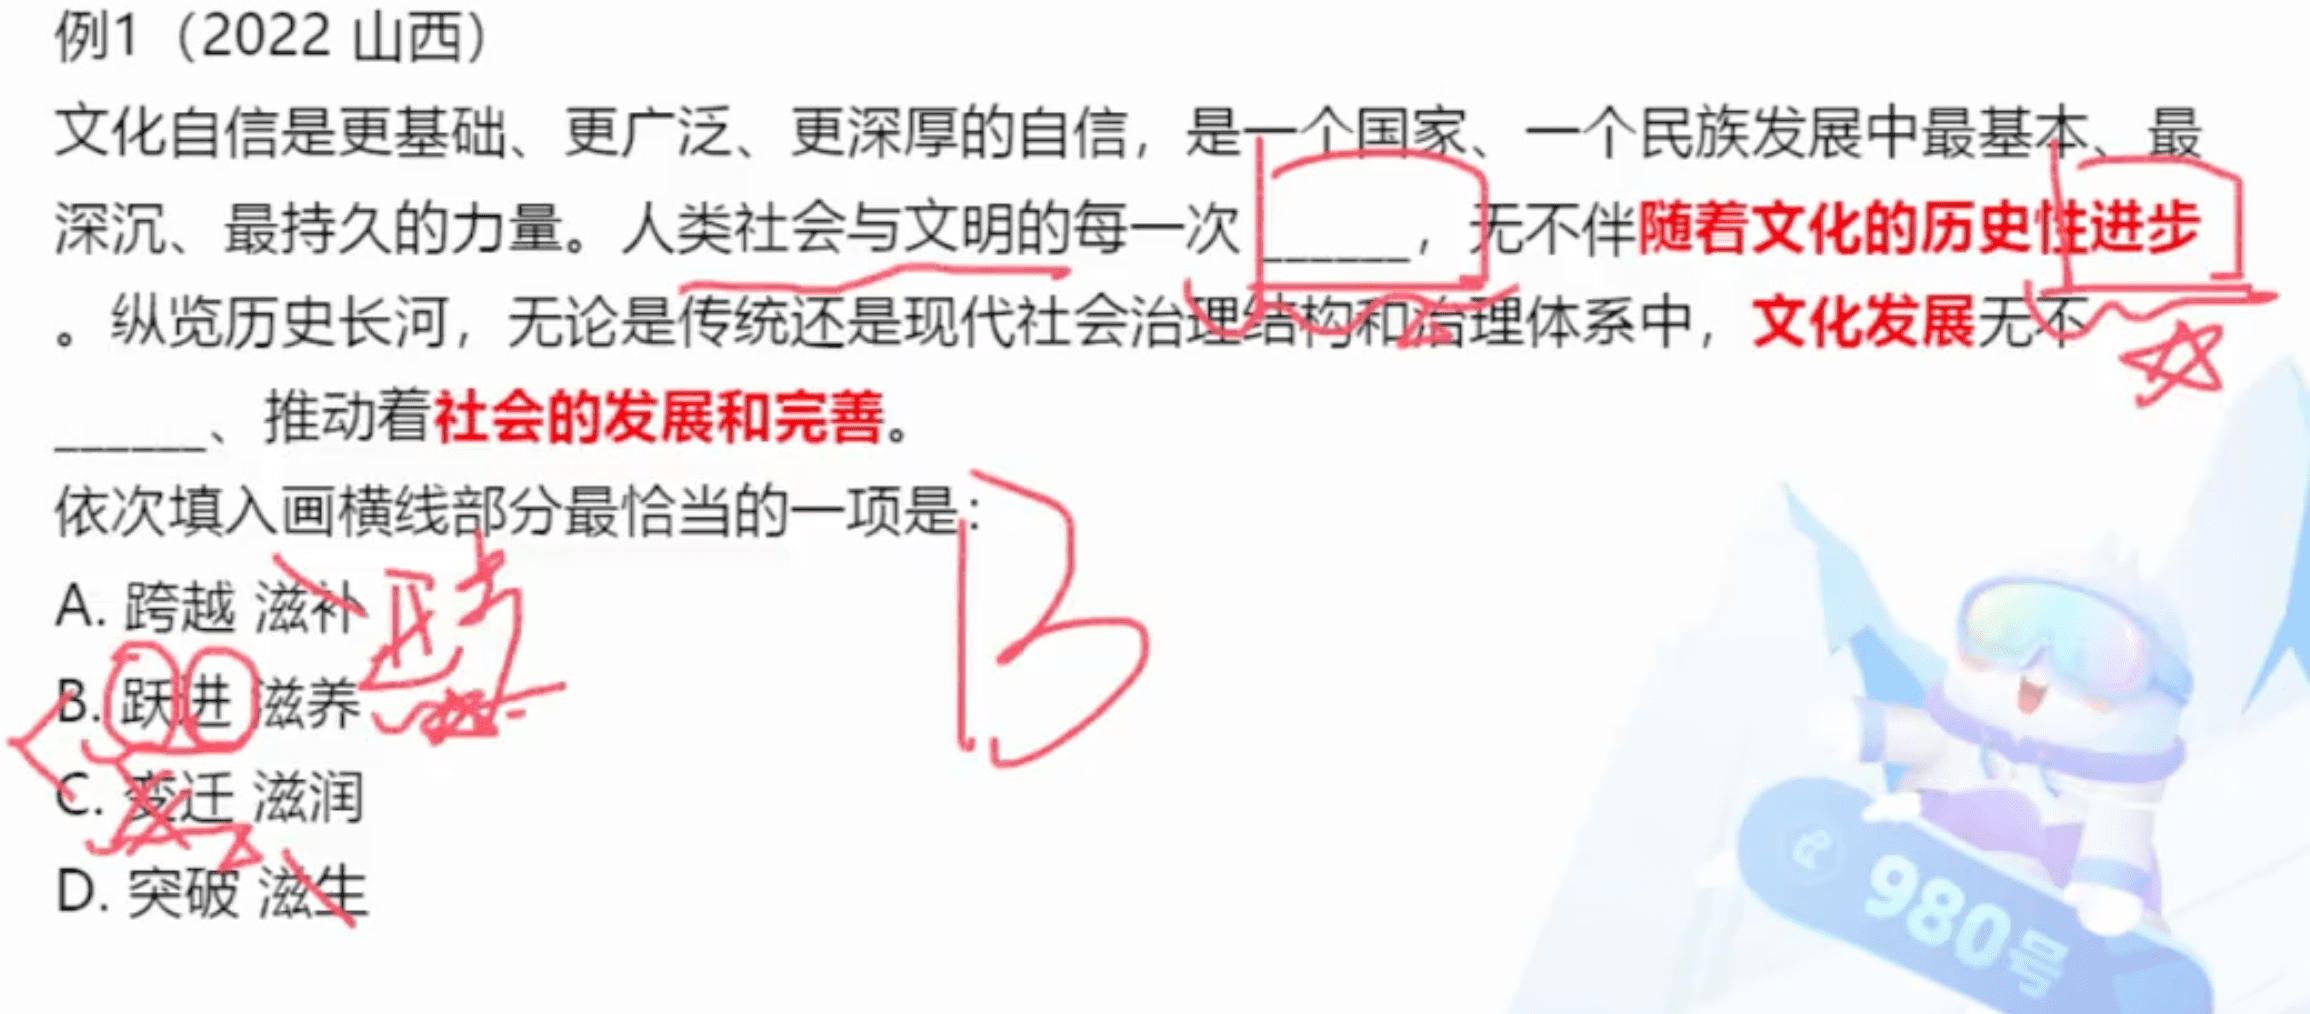 例1（2022 山西）
文化自信是更基础、更广泛、更深厚的自信，是一个国家、一个民族发展中最基本、最
深沉、最持久的力量。人类社会与文明的每一次 ______，无不伴随着文化的历史性进步
。纵览历史长河，无论是传统还是现代社会治理结构和治理体系中，文化发展无不
______、推动着社会的发展和完善。
依次填入画横线部分最恰当的一项是：
A. 跨越 滋补
B. 跃进 滋养
C. 变迁 滋润
D. 突破 滋生
B
980号